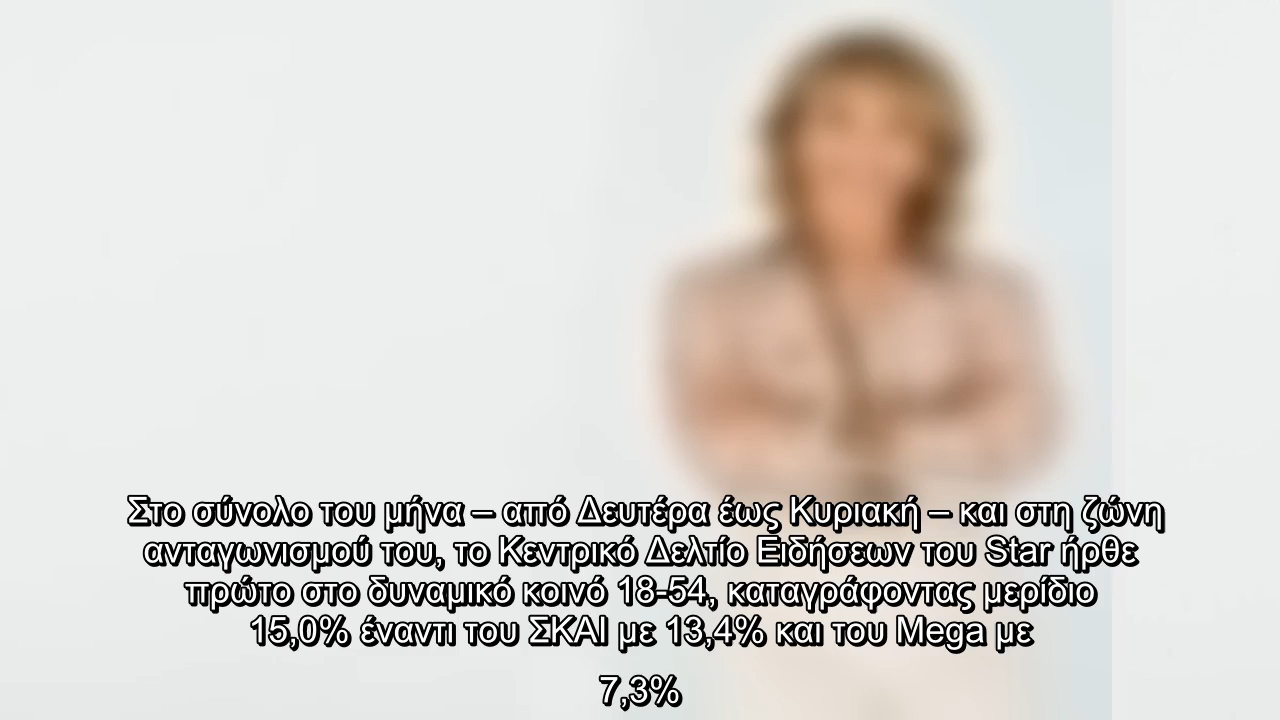 Στο σύνολο του μήνα – από Δευτέρα έως Κυριακή – και στη ζώνη
ανταγωνισμού του, το Κεντρικό Δελτίο Ειδήσεων του Star ήρθε
πρώτο στο δυναμικό κοινό 18-54, καταγράφοντας μερίδιο
15,0% έναντι του ΣΚΑΙ με 13,4% και του Mega με
7,3%